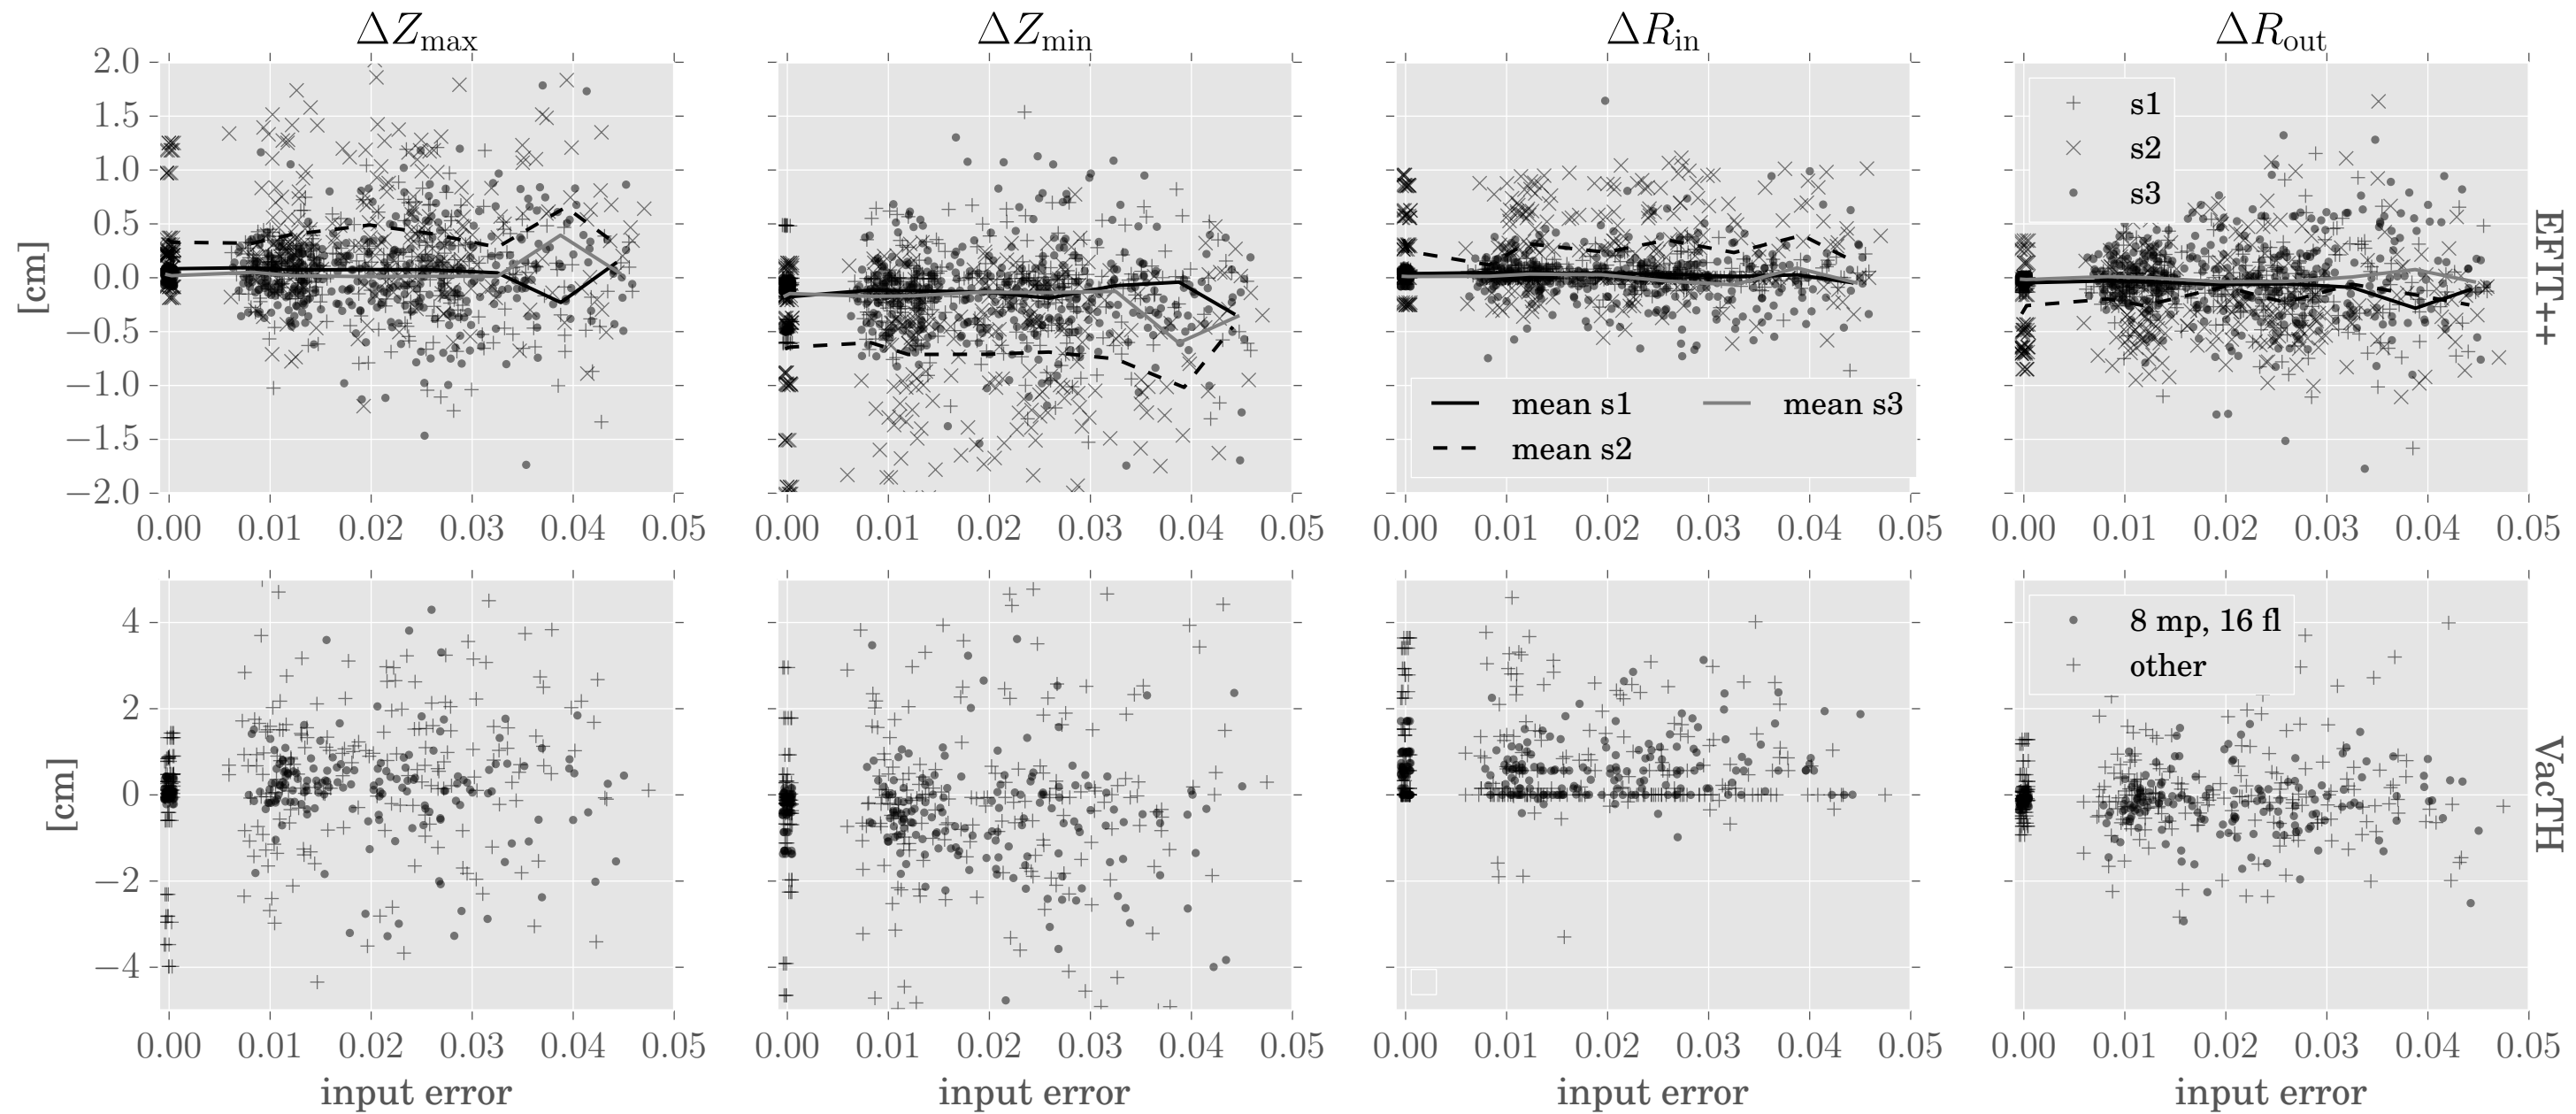 ΔZmax ΔZmin ΔRin ΔRout
2.0
1.5
1.0
0.5
0.0
−0.5
−1.0
−1.5
−2.0
[cm]
s1
s2
s3
mean s1 mean s3
mean s2
EFIT++
0.00 0.01 0.02 0.03 0.04 0.05 0.00 0.01 0.02 0.03 0.04 0.05 0.00 0.01 0.02 0.03 0.04 0.05 0.00 0.01 0.02 0.03 0.04 0.05
4
2
0
−2
−4
[cm]
8 mp, 16 fl
other
VacTH
0.00 0.01 0.02 0.03 0.04 0.05 0.00 0.01 0.02 0.03 0.04 0.05 0.00 0.01 0.02 0.03 0.04 0.05 0.00 0.01 0.02 0.03 0.04 0.05
input error input error input error input error